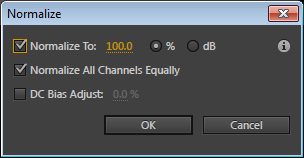 Normalize
Normalize To: 100.0 % dB
Normalize All Channels Equally
DC Bias Adjust: 0.0 %
OK Cancel